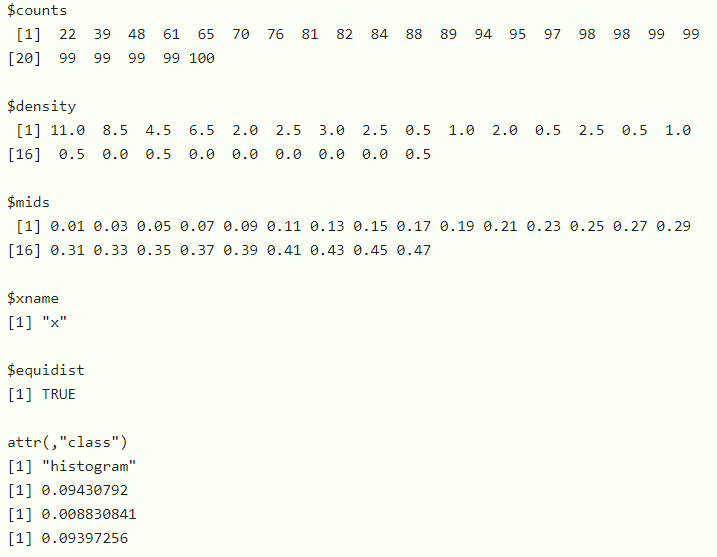 $counts
[1] 22 39 48 61 65 70 76 81 82 84 88 89 94 95 97 98 98 99 99
[20] 99 99 99 99 100
$density
[1] 11.0 8.5 4.5 6.5 2.0 2.5 3.0 2.5 0.5 1.0 2.0 0.5 2.5 0.5 1.0
[16] 0.5 0.0 0.5 0.0 0.0 0.0 0.0 0.0 0.5
$mids
[1] 0.01 0.03 0.05 0.07 0.09 0.11 0.13 0.15 0.17 0.19 0.21 0.23 0.25 0.27 0.29
[16] 0.31 0.33 0.35 0.37 0.39 0.41 0.43 0.45 0.47
$xname
[1] "x"
$equidist
[1] TRUE
attr(,"class")
[1] "histogram"
[1] 0.09430792
[1] 0.008830841
[1] 0.09397256